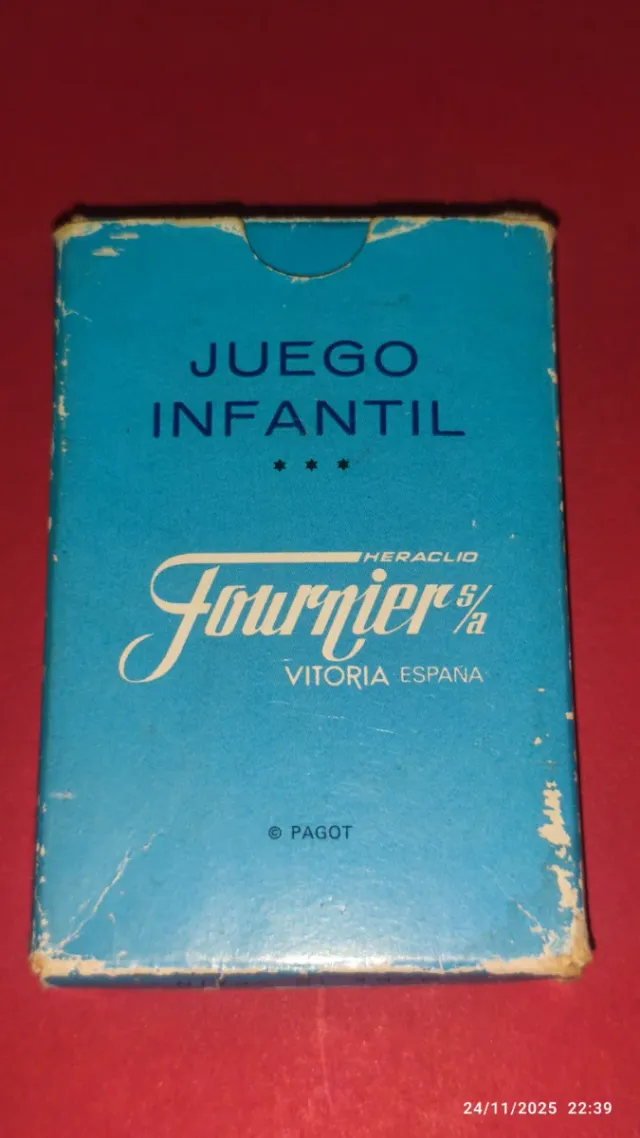 JUEGO
INFANTIL
* * *
HERACLIO
Fournier s/a
VITORIA ESPAÑA
© PAGOT
24/11/2025 22:39